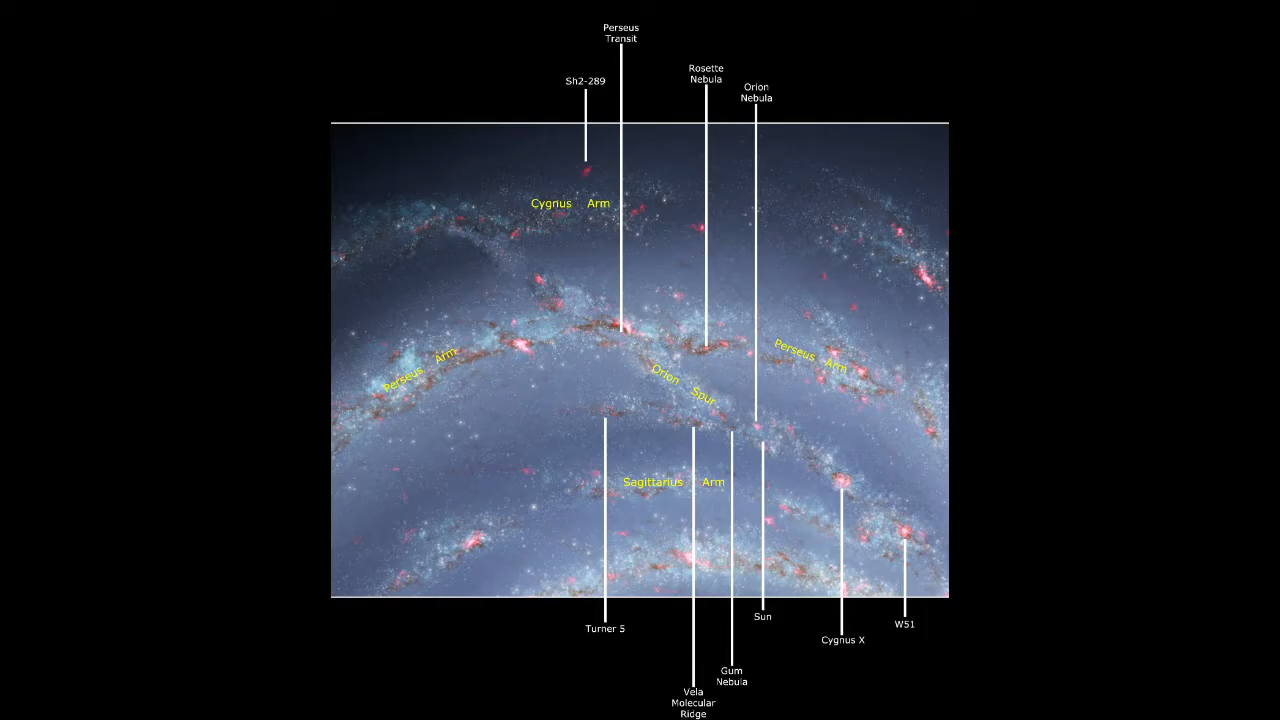 Perseus
Transit
Rosette
Nebula
Sh2-289
Orion
Nebula
Cygnus Arm
Perseus Arm
Perseus Arm
Orion Spur
Sagittarius Arm
Sun
W51
Turner 5
Cygnus X
Gum
Nebula
Vela
Molecular
Ridge